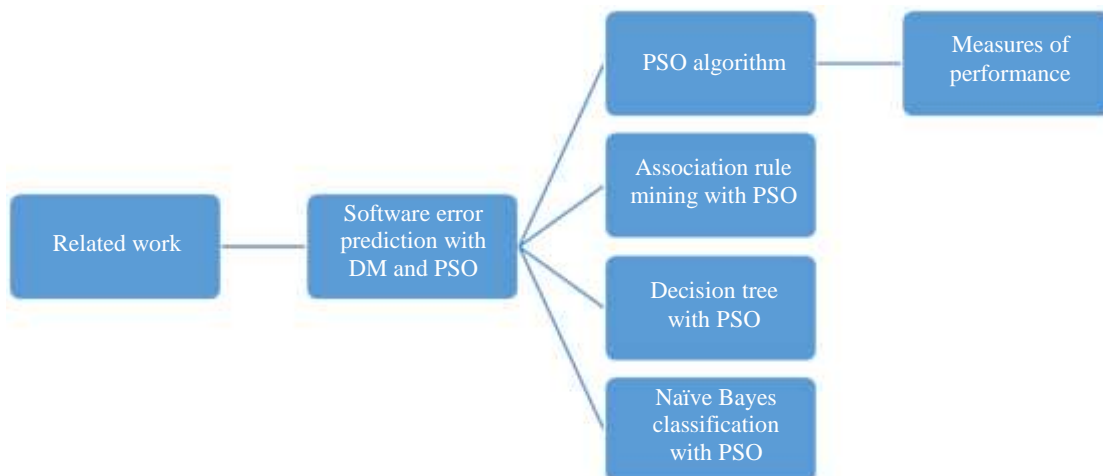 Related work
Software error
prediction with
DM and PSO
PSO algorithm
Measures of
performance
Association rule
mining with PSO
Decision tree
with PSO
Naïve Bayes
classification
with PSO